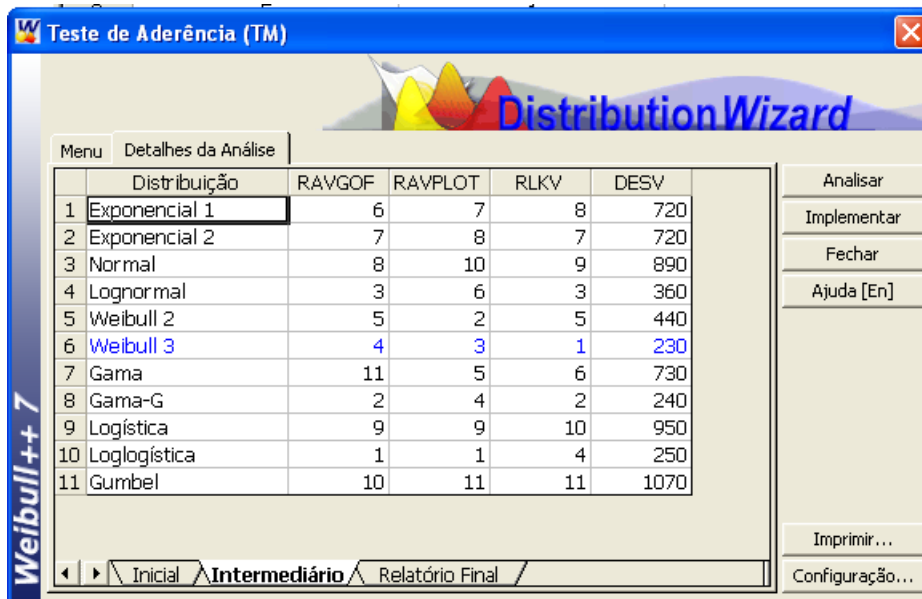 Teste de Aderência (TM)
Distribution Wizard
Menu Detalhes da Análise
Distribuição RAVGOF RAVPLOT RLKV DESV
1 Exponencial 1 6 7 8 720
2 Exponencial 2 7 8 7 720
3 Normal 8 10 9 890
4 Lognormal 3 6 3 360
5 Weibull 2 5 2 5 440
6 Weibull 3 4 3 1 230
7 Gama 11 5 6 730
8 Gama-G 2 4 2 240
9 Logística 9 9 10 950
10 Loglogística 1 1 4 250
11 Gumbel 10 11 11 1070
Inicial Intermediário Relatório Final
Analisar
Implementar
Fechar
Ajuda [En]
Imprimir...
Configuração...
Weibull++ 7